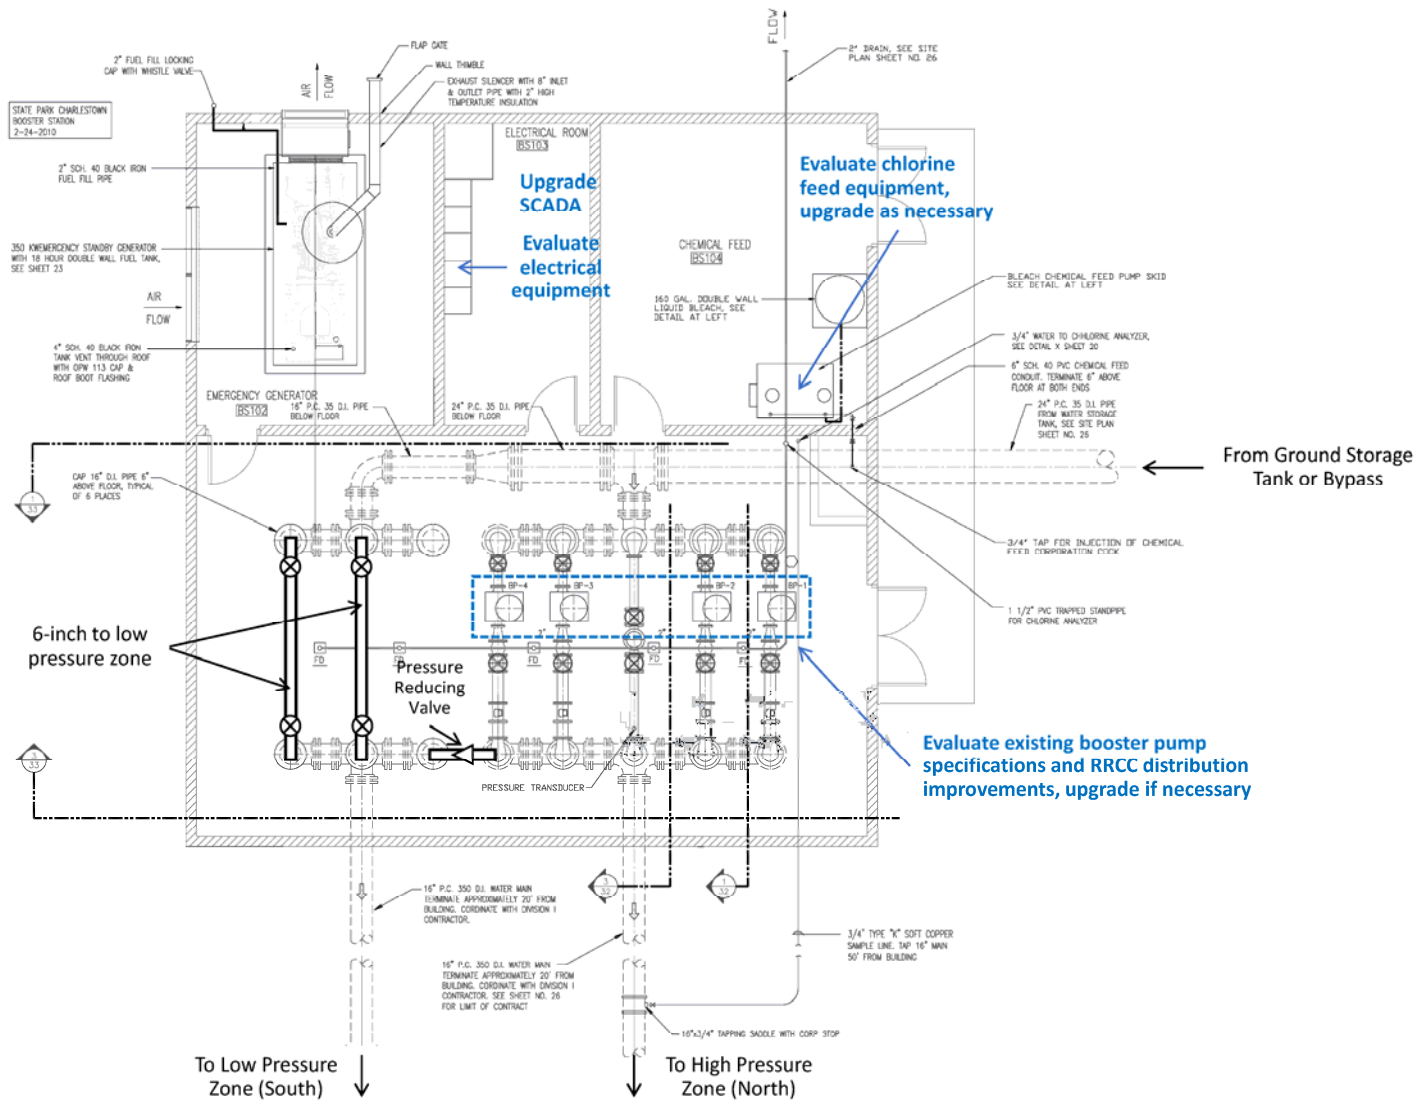 FLOW
2" DRAIN, SEE SITE
PLAN SHEET NO. 26
FLAP GATE
WALL THIMBLE
EXHAUST SILENCER WITH 8" INLET
& OUTLET PIPE WITH 2" HIGH
TEMPERATURE INSULATION
2" FUEL FILL LOCKING
CAP WITH WHISTLE VALVE
AIR
FLOW
STATE PARK CHARLESTOWN
BOOSTER STATION
2-24-2010
ELECTRICAL ROOM
BS103
Upgrade
SCADA
Evaluate
electrical
equipment
Evaluate chlorine
feed equipment,
upgrade as necessary
2" SCH. 40 BLACK IRON
FUEL FILL PIPE
350 KWEMERGENCY STANDBY GENERATOR
WITH 18 HOUR DOUBLE WALL FUEL TANK,
SEE SHEET 23
AIR
FLOW
CHEMICAL FEED
BS104
160 GAL. DOUBLE WALL
LIQUID BLEACH, SEE
DETAIL AT LEFT
BLEACH CHEMICAL FEED PUMP SKID
SEE DETAIL AT LEFT
3/4" WATER TO CHHLORINE ANALYZER,
SEE DETAIL X SHEET 20
4" SCH. 40 BLACK IRON
TANK VENT THROUGH ROOF
WITH OPW 113 CAP &
ROOF BOOT FLASHING
6" SCH. 40 PVC CHEMICAL FEED
CONDUIT. TERMINATE 6" ABOVE
FLOOR AT BOTH ENDS
EMERGENCY GENERATOR
BS102
16" P.C. 35 D.I. PIPE
BELOW FLOOR
24" P.C. 35 D.I. PIPE
BELOW FLOOR
24" P.C. 35 D.I. PIPE
FROM WATER STORAGE
TANK, SEE SITE PLAN
SHEET NO. 25
From Ground Storage
Tank or Bypass
1
33
CAP 16" D.I. PIPE 6"
ABOVE FLOOR, TYPICAL
OF 6 PLACES
3/4" TAP FOR INJECTION OF CHEMICAL
FEED CORPORATION COCK
BP-4
BP-3
BP-2
BP-1
1 1/2" PVC TRAPPED STANDPIPE
FOR CHLORINE ANALYZER
6-inch to low
pressure zone
FD
FD
FD
Pressure
Reducing
Valve
33
Evaluate existing booster pump
specifications and RRCC distribution
improvements, upgrade if necessary
PRESSURE TRANSDUCER
3
32
1
32
16" P.C. 350 D.I. WATER MAIN
TERMINATE APPROXIMATELY 20' FROM
BUILDING. CORDINATE WITH DIVISION I
CONTRACTOR.
16" P.C. 350 D.I. WATER MAIN
TERMINATE APPROXIMATELY 20' FROM
BUILDING. CORDINATE WITH DIVISION I
CONTRACTOR. SEE SHEET NO. 26
FOR LIMIT OF CONTRACT
3/4" TYPE "K" SOFT COPPER
SAMPLE LINE. TAP 16" MAIN
50' FROM BUILDING
16"x3/4" TAPPING SADDLE WITH CORP STOP
To Low Pressure
Zone (South)
To High Pressure
Zone (North)